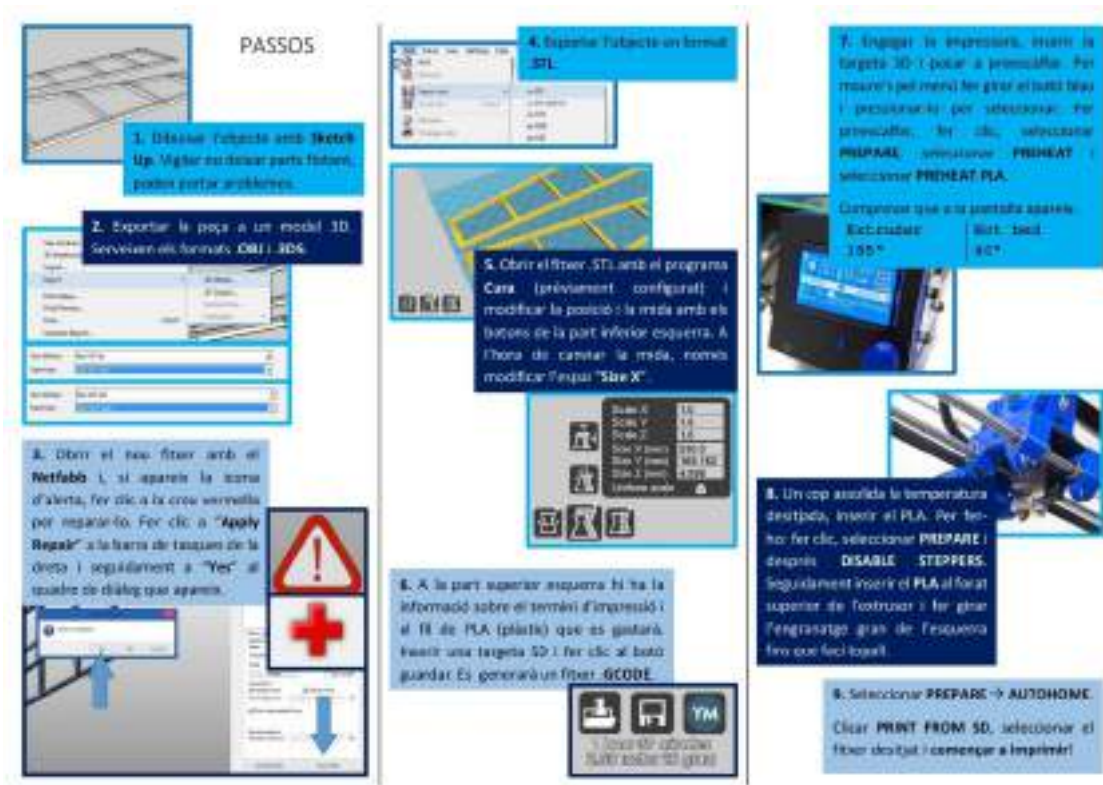 PASSOS
1. Dibuixar l'objecte amb Sketch
Up. Vigilar no deixar parts flotant,
poden portar problemes.
2. Exportar la peça a un model 3D.
Serveixen els formats .OBJ i .3DS.
3. Obrir el nou fitxer amb el
Netfabb i, si apareix la icona
d'alerta, fer clic a la creu vermella
per reparar-lo. Fer clic a "Apply
Repair" a la barra de tasques de la
dreta i seguidament a "Yes" al
quadre de diàleg que apareix.
4. Exportar l'objecte en format
.STL.
5. Obrir el fitxer .STL amb el programa
Cura (prèviament configurat) i
modificar la posició i la mida amb els
botons de la part inferior esquerra. A
l'hora de canviar la mida, només
modificar l'espai "Size X".
Scale X 1.0
Scale Y 1.0
Scale Z 1.0
Size X (mm)
Size Y (mm)
Size Z (mm)
Uniform scale
6. A la part superior esquerra hi ha la
informació sobre el termini d'impressió i
el fil de PLA (plàstic) que es gastarà.
Inserir una targeta SD i fer clic al botó
guardar. Es generarà un fitxer .GCODE.
YM
7. Engegar la impressora, inserir la
targeta SD i posar a preescalfar. Per
moure's pel menú fer girar el botó blau
i pressionar-lo per seleccionar. Per
preescalfar, fer clic, seleccionar
PREPARE, seleccionar PREHEAT i
seleccionar PREHEAT PLA.
Comprovar que a la pantalla apareix:
Extruder Ext. bed
185° 60°
8. Un cop assolida la temperatura
desitjada, inserir el PLA. Per fer-
ho: fer clic, seleccionar PREPARE i
després DISABLE STEPPERS.
Seguidament inserir el PLA al forat
superior de l'extrusor i fer girar
l'engranatge gran de l'esquerra
fins que faci topall.
9. Seleccionar PREPARE → AUTOHOME.
Clicar PRINT FROM SD, seleccionar el
fitxer desitjat i començar a imprimir!